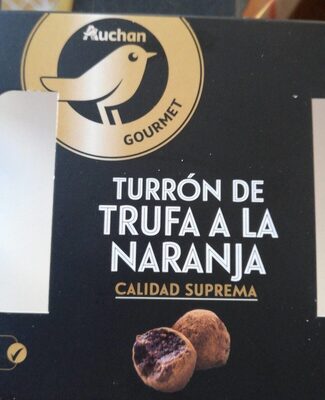 Auchan
GOURMET
TURRÓN DE
TRUFA A LA
NARANJA
CALIDAD SUPREMA